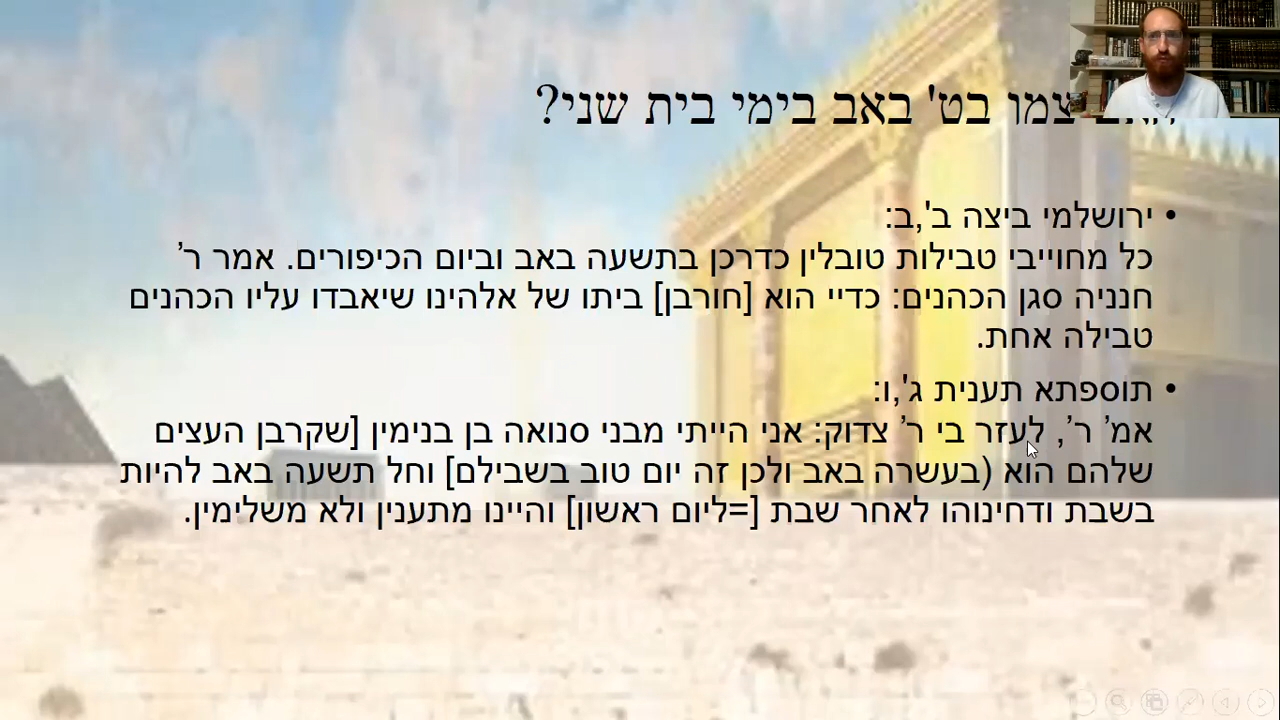 צמו בט' באב בימי בית שני?
• ירושלמי ביצה ב',ב:
כל מחוייבי טבילות טובלין כדרכן בתשעה באב וביום הכיפורים. אמר ר’
חנניה סגן הכהנים: כדיי הוא [חורבן] ביתו של אלהינו שיאבדו עליו הכהנים
טבילה אחת.
• תוספתא תענית ג',ו:
אמ’ ר’, לעזר בי ר’ צדוק: אני הייתי מבני סנואה בן בנימין [שקרבן העצים
שלהם הוא (בעשרה באב ולכן זה יום טוב בשבילם] וחל תשעה באב להיות
בשבת ודחינוהו לאחר שבת [=ליום ראשון] והיינו מתענין ולא משלימין.